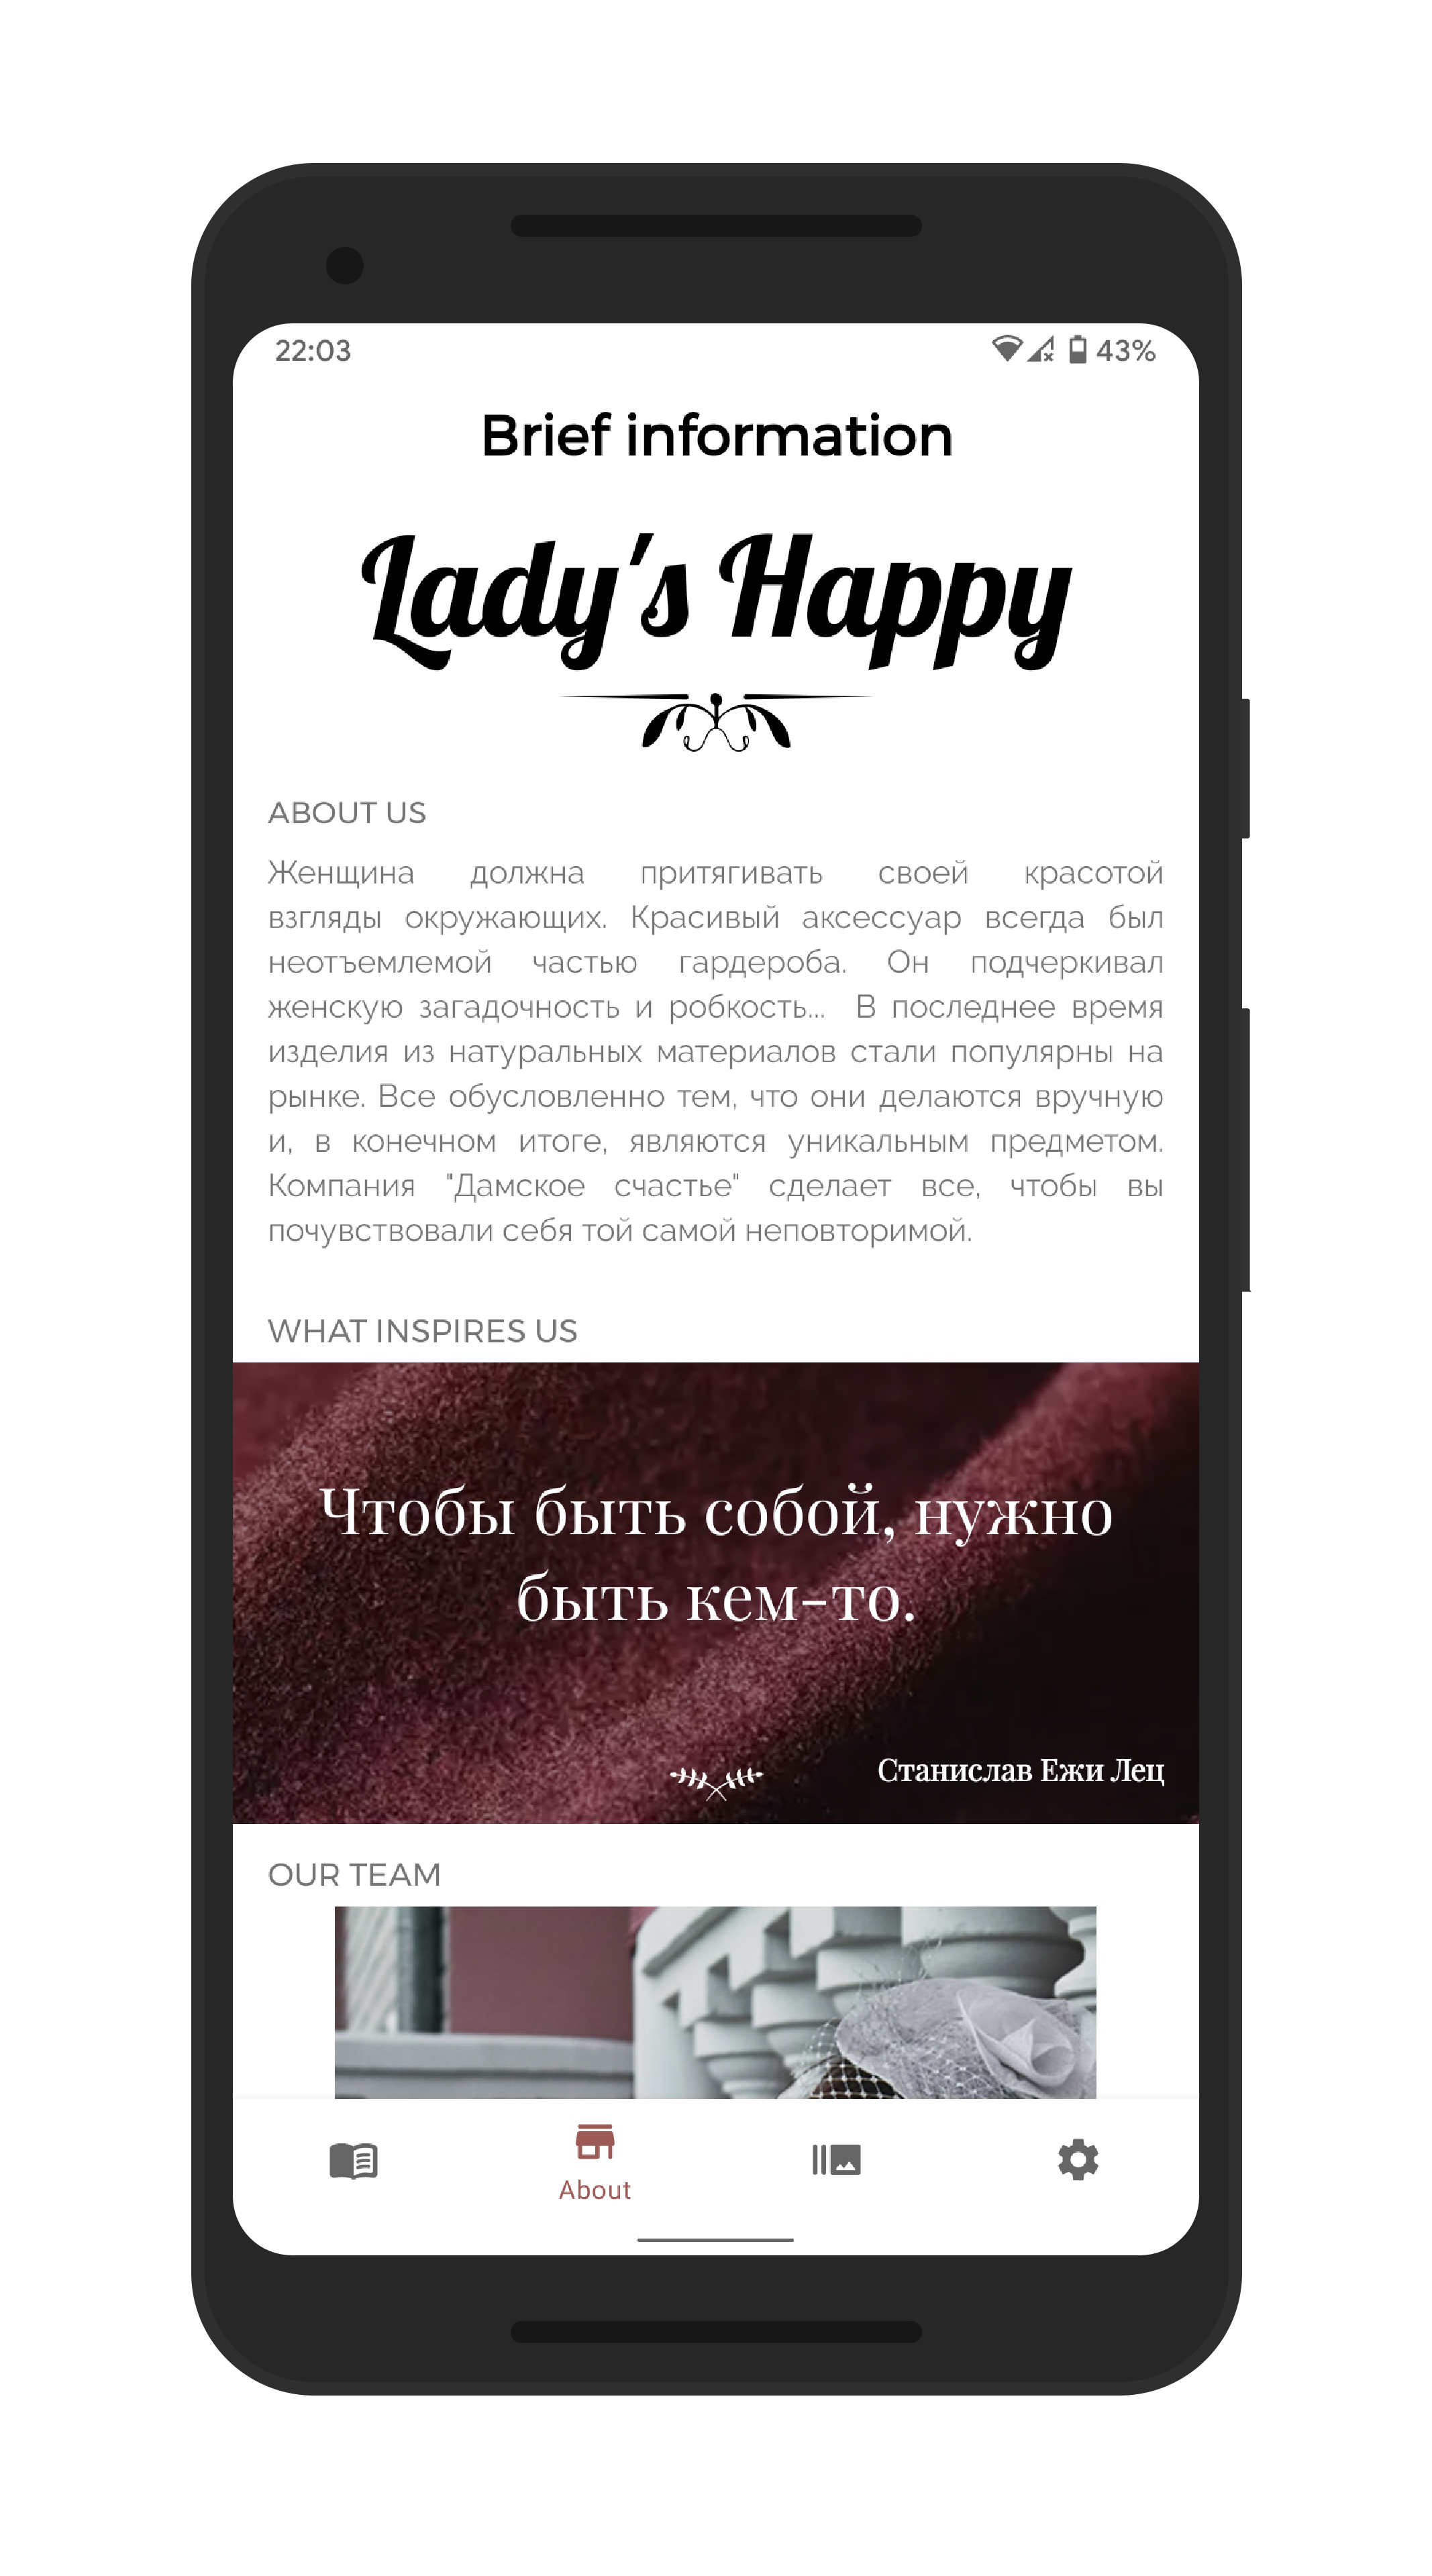 22:03 43%
Brief information
Lady's Happy
ABOUT US
Женщина должна притягивать своей красотой
взгляды окружающих. Красивый аксессуар всегда был
неотъемлемой частью гардероба. Он подчеркивал
женскую загадочность и робкость... В последнее время
изделия из натуральных материалов стали популярны на
рынке. Все обусловленно тем, что они делаются вручную
и, в конечном итоге, являются уникальным предметом.
Компания "Дамское счастье" сделает все, чтобы вы
почувствовали себя той самой неповторимой.
WHAT INSPIRES US
Чтобы быть собой, нужно
быть кем-то.
Станислав Ежи Лец
OUR TEAM
About